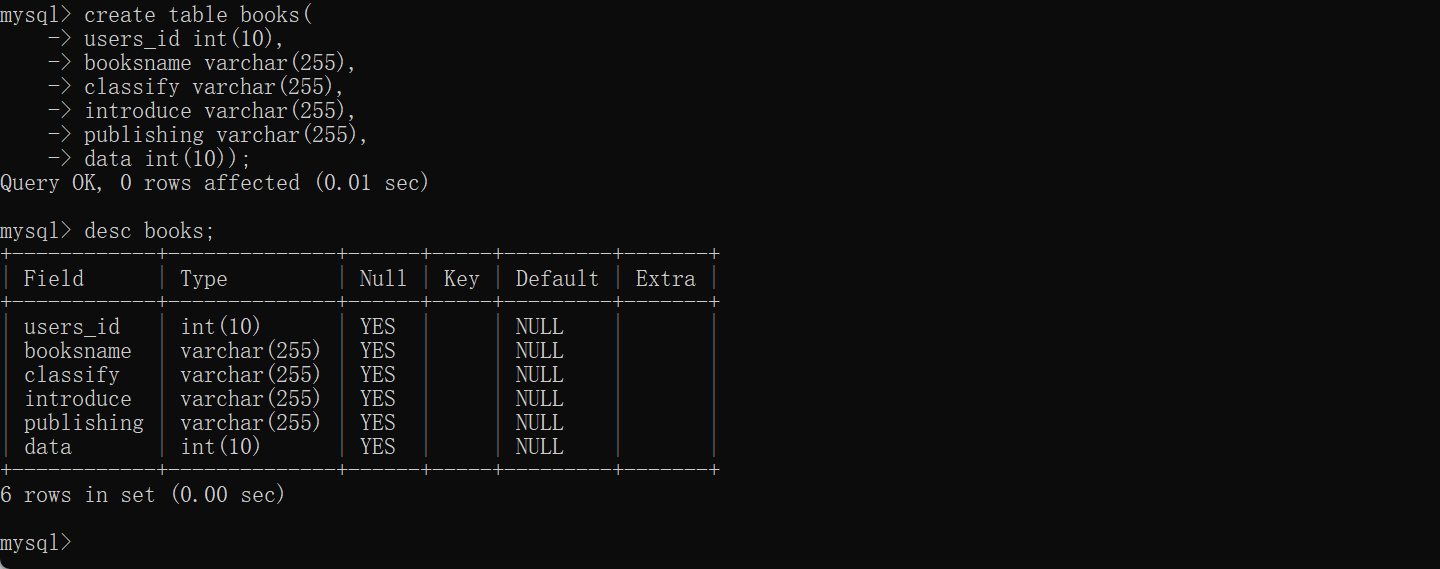 mysql> create table books(
    -> users_id int(10),
    -> booksname varchar(255),
    -> classify varchar(255),
    -> introduce varchar(255),
    -> publishing varchar(255),
    -> data int(10));
Query OK, 0 rows affected (0.01 sec)

mysql> desc books;
+------------+--------------+------+-----+---------+-------+
| Field      | Type         | Null | Key | Default | Extra |
+------------+--------------+------+-----+---------+-------+
| users_id   | int(10)      | YES  |     | NULL    |       |
| booksname  | varchar(255) | YES  |     | NULL    |       |
| classify   | varchar(255) | YES  |     | NULL    |       |
| introduce  | varchar(255) | YES  |     | NULL    |       |
| publishing | varchar(255) | YES  |     | NULL    |       |
| data       | int(10)      | YES  |     | NULL    |       |
+------------+--------------+------+-----+---------+-------+
6 rows in set (0.00 sec)

mysql>